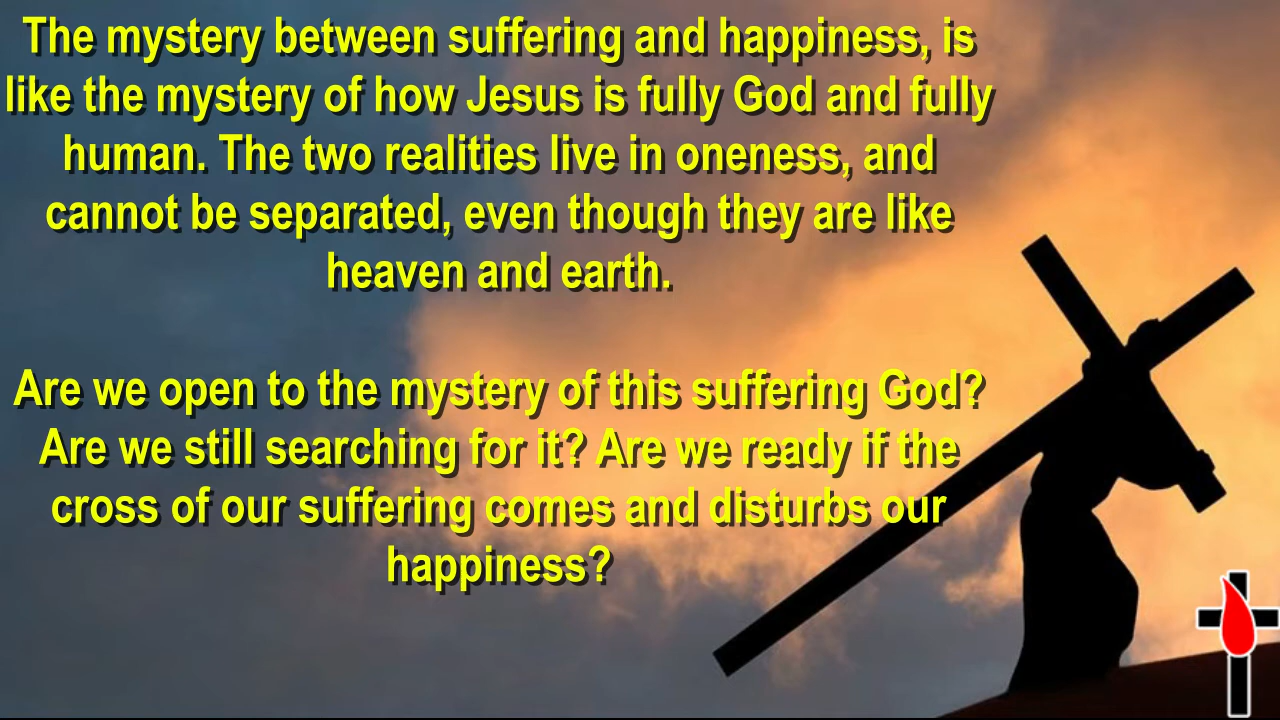 The mystery between suffering and happiness, is
like the mystery of how Jesus is fully God and fully
human. The two realities live in oneness, and
cannot be separated, even though they are like
heaven and earth.
Are we open to the mystery of this suffering God?
Are we still searching for it? Are we ready if the
cross of our suffering comes and disturbs our
happiness?